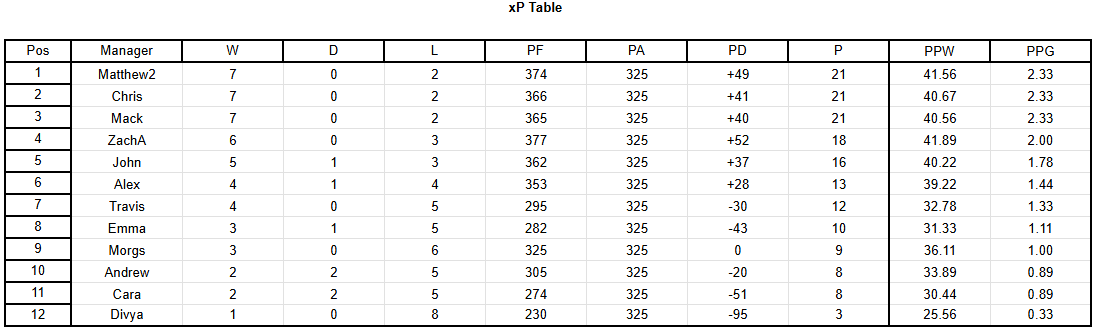 xP Table
Pos Manager W D L PF PA PD P PPW PPG
1 Matthew2 7 0 2 374 325 +49 21 41.56 2.33
2 Chris 7 0 2 366 325 +41 21 40.67 2.33
3 Mack 7 0 2 365 325 +40 21 40.56 2.33
4 ZachA 6 0 3 377 325 +52 18 41.89 2.00
5 John 5 1 3 362 325 +37 16 40.22 1.78
6 Alex 4 1 4 353 325 +28 13 39.22 1.44
7 Travis 4 0 5 295 325 -30 12 32.78 1.33
8 Emma 3 1 5 282 325 -43 10 31.33 1.11
9 Morgs 3 0 6 325 325 0 9 36.11 1.00
10 Andrew 2 2 5 305 325 -20 8 33.89 0.89
11 Cara 2 2 5 274 325 -51 8 30.44 0.89
12 Divya 1 0 8 230 325 -95 3 25.56 0.33